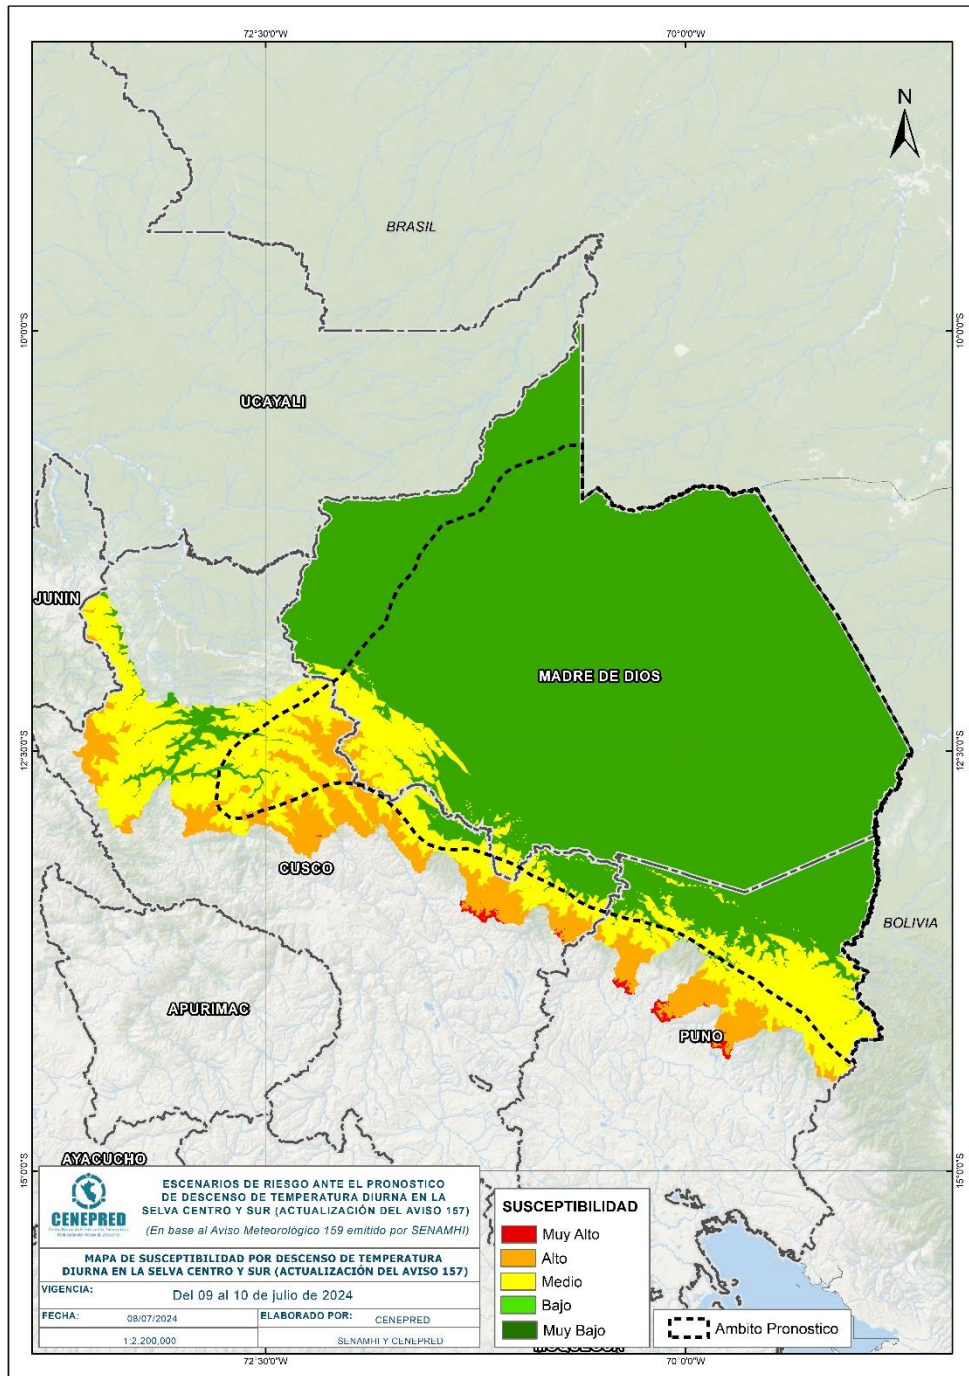 72°30'0"W
70°0'0"W
N
BRASIL
10°0'0"S
10°0'0"S
UCAYALI
JUNIN
MADRE DE DIOS
12°30'0"S
12°30'0"S
CUSCO
BOLIVIA
APURIMAC
PUNO
AYACUCHO
15°0'0"S
15°0'0"S
CENEPRED
ESCENARIOS DE RIESGO ANTE EL PRONOSTICO
DE DESCENSO DE TEMPERATURA DIURNA EN LA
SELVA CENTRO Y SUR (ACTUALIZACIÓN DEL AVISO 157)
(En base al Aviso Meteorológico 159 emitido por SENAMHI)
MAPA DE SUSCEPTIBILIDAD POR DESCENSO DE TEMPERATURA
DIURNA EN LA SELVA CENTRO Y SUR (ACTUALIZACIÓN DEL AVISO 157)
VIGENCIA:
Del 09 al 10 de julio de 2024
FECHA:
08/07/2024
ELABORADO POR:
CENEPRED
1:2.200,000
SENAMHI Y CENEPRED
SUSCEPTIBILIDAD
Muy Alto
Alto
Medio
Bajo
Muy Bajo
Ambito Pronostico
72°30'0"W
70°0'0"W